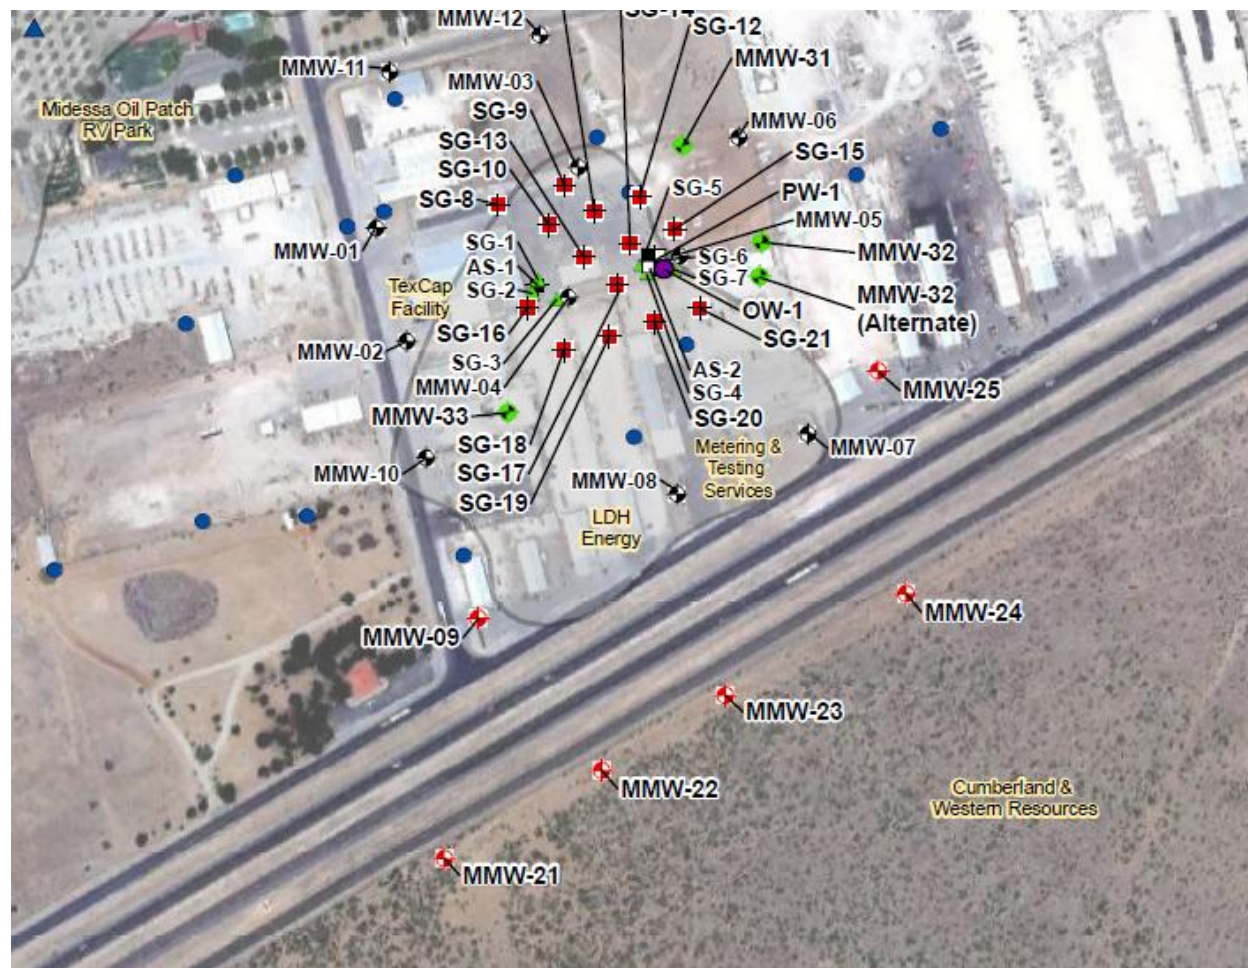 SG-14
MMW-12
SG-12
MMW-31
MMW-11
MMW-03
Midessa Oil Patch
RV Park
SG-9
MMW-06
SG-13
SG-15
SG-10
SG-5
PW-1
SG-8
MMW-05
MMW-01
SG-1
MMW-32
SG-6
AS-1
SG-7
SG-2
TexCap
Facility
MMW-32
(Alternate)
OW-1
SG-16
SG-21
MMW-02
SG-3
AS-2
MMW-04
SG-4
MMW-25
MMW-33
SG-20
SG-18
Metering &
Testing
Services
MMW-07
MMW-10
SG-17
MMW-08
SG-19
LDH
Energy
MMW-24
MMW-09
MMW-23
MMW-22
Cumberland &
Western Resources
MMW-21